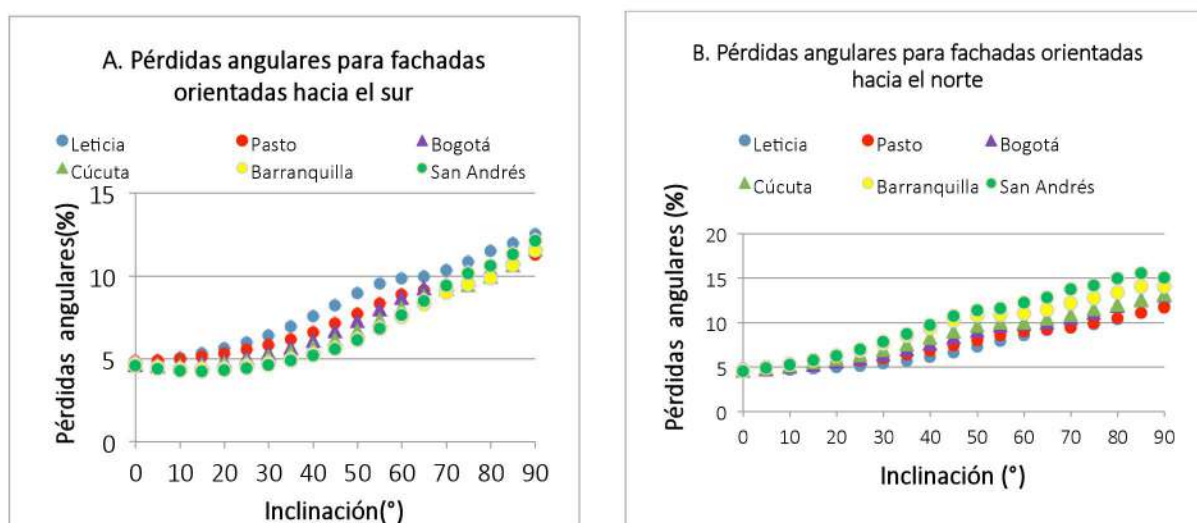 A. Pérdidas angulares para fachadas
orientadas hacia el sur
Leticia Pasto Bogotá
Cúcuta Barranquilla San Andrés
Pérdidas angulares(%)
15
10
5
0
0 10 20 30 40 50 60 70 80 90
Inclinación(°)
B. Pérdidas angulares para fachadas orientadas
hacia el norte
Leticia Pasto Bogotá
Cúcuta Barranquilla San Andrés
Pérdidas angulares (%)
20
15
10
5
0
0 10 20 30 40 50 60 70 80 90
Inclinación (°)